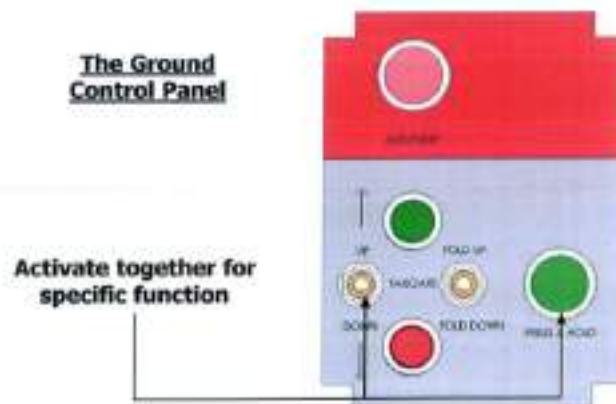 The Ground
Control Panel
UP
FOLD UP
Activate together for
specific function
TAILGATE
DOWN
FOLD DOWN
PRESS & HOLD